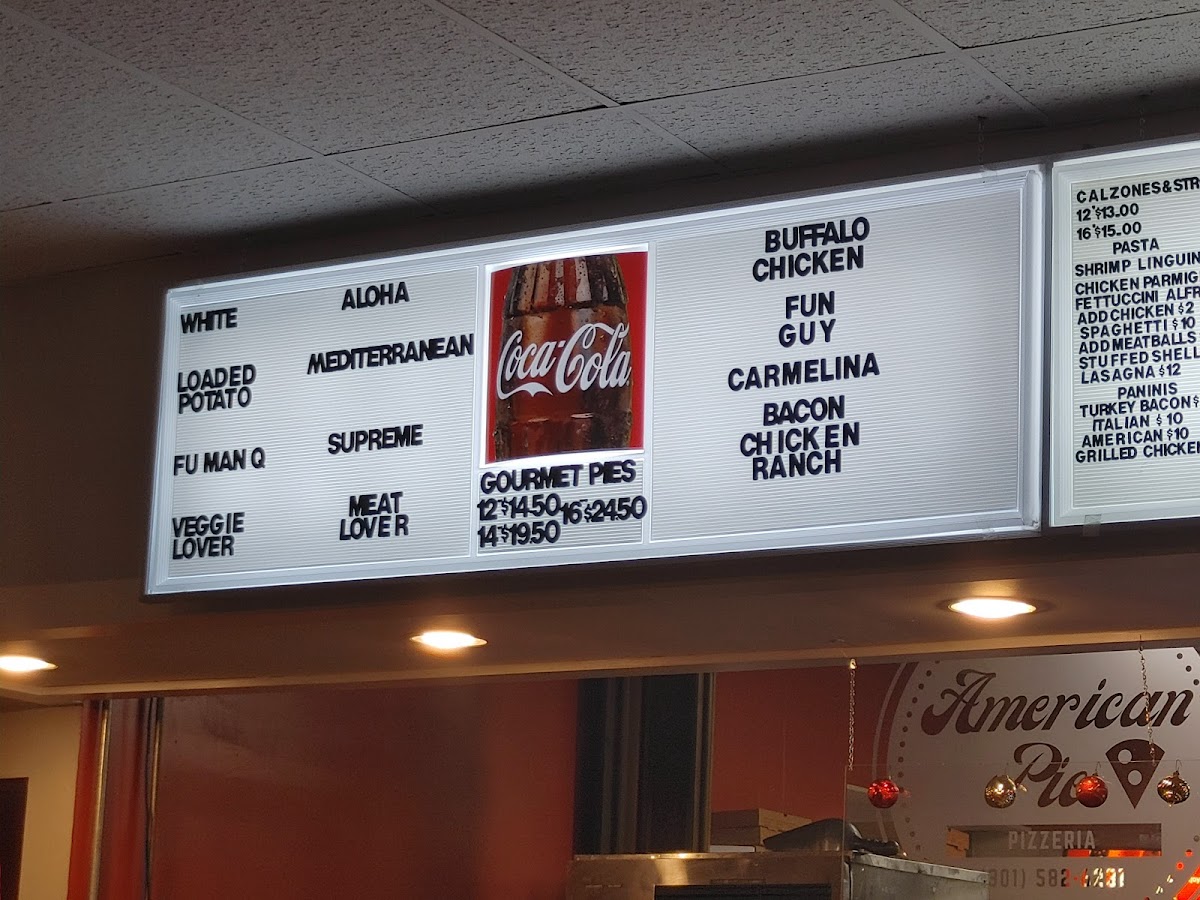 WHITE
LOADED
POTATO
FU MAN Q
VEGGIE
LOVER
ALOHA
MEDITERRANEAN
SUPREME
MEAT
LOVER
Coca-Cola
GOURMET PIES
12"$14.50 16"$24.50
14"$19.50
BUFFALO
CHICKEN
FUN
GUY
CARMELINA
BACON
CHICKEN
RANCH
CALZONES & STR
12"$13.00
16"$15.00
PASTA
SHRIMP LINGUIN
CHICKEN PARMIG
FETTUCCINI ALFR
ADD CHICKEN $2
SPAGHETTI $10
ADD MEATBALLS
STUFFED SHELL
LASAGNA $12
PANINIS
TURKEY BACON $
ITALIAN $10
AMERICAN $10
GRILLED CHICKEN
American
Pie
PIZZERIA